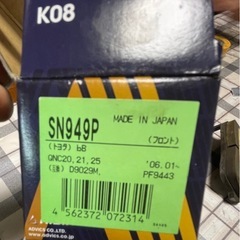 K08
SN949P
MADE IN JAPAN
(トヨタ) bB
(フロント)
QNC20,21,25
'06.01~
(連) D9029M.
PF9443
4 562372 072314
ADVICS CO.,LTD.